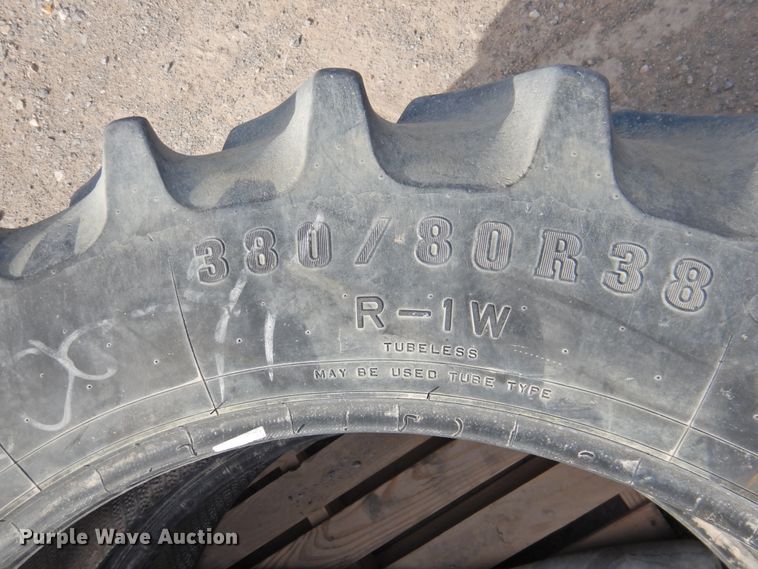 380/80R38
R-1W
TUBELESS
MAY BE USED TUBE TYPE
Purple Wave Auction